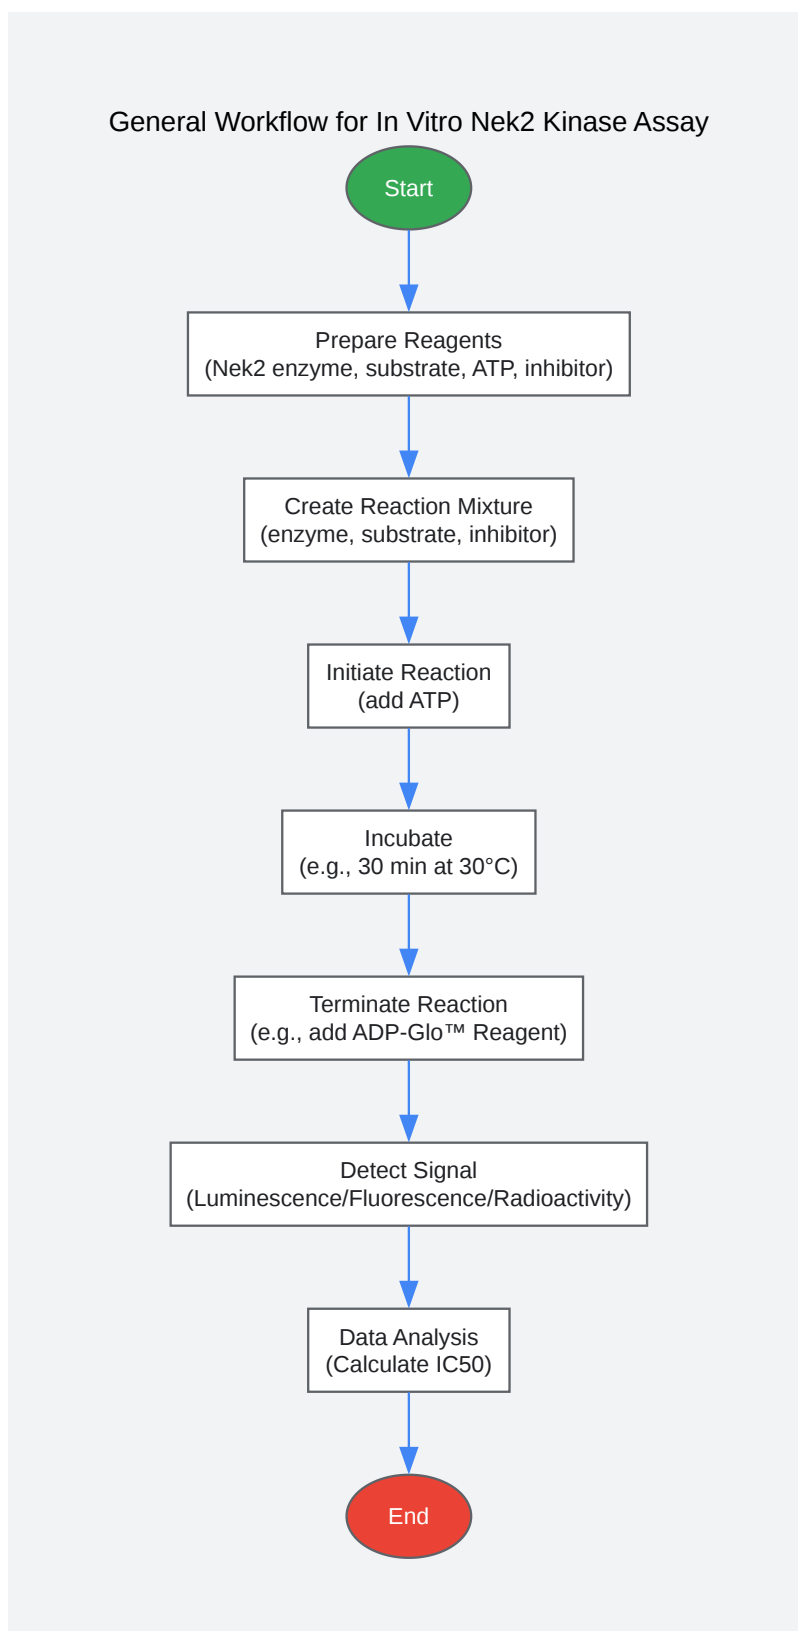 General Workflow for In Vitro Nek2 Kinase Assay
Start
Prepare Reagents
(Nek2 enzyme, substrate, ATP, inhibitor)
Create Reaction Mixture
(enzyme, substrate, inhibitor)
Initiate Reaction
(add ATP)
Incubate
(e.g., 30 min at 30°C)
Terminate Reaction
(e.g., add ADP-Glo™ Reagent)
Detect Signal
(Luminescence/Fluorescence/Radioactivity)
Data Analysis
(Calculate IC50)
End